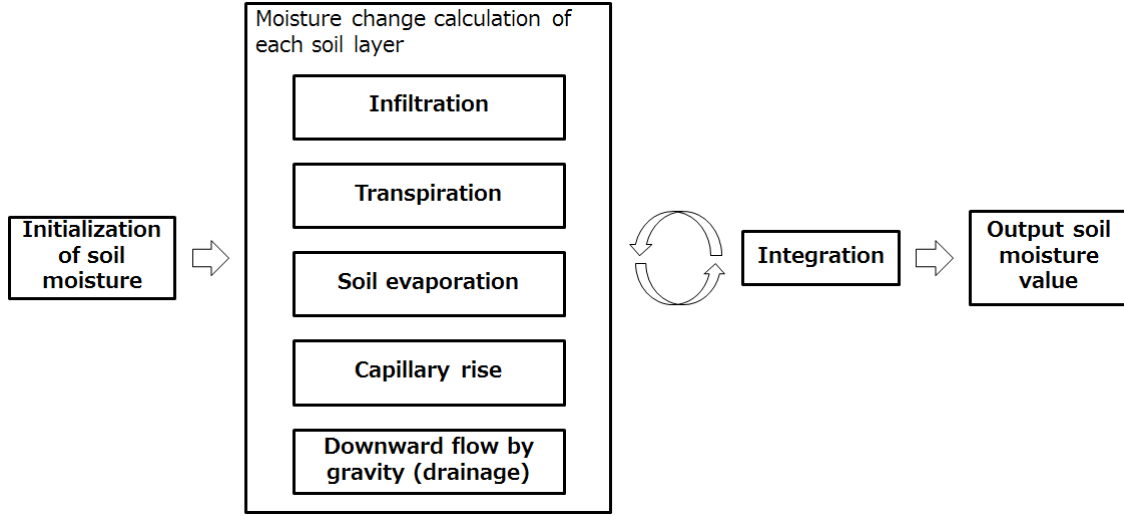 Moisture change calculation of
each soil layer
Infiltration
Transpiration
Soil evaporation
Capillary rise
Downward flow by
gravity (drainage)
Initialization
of soil
moisture
Integration
Output soil
moisture
value